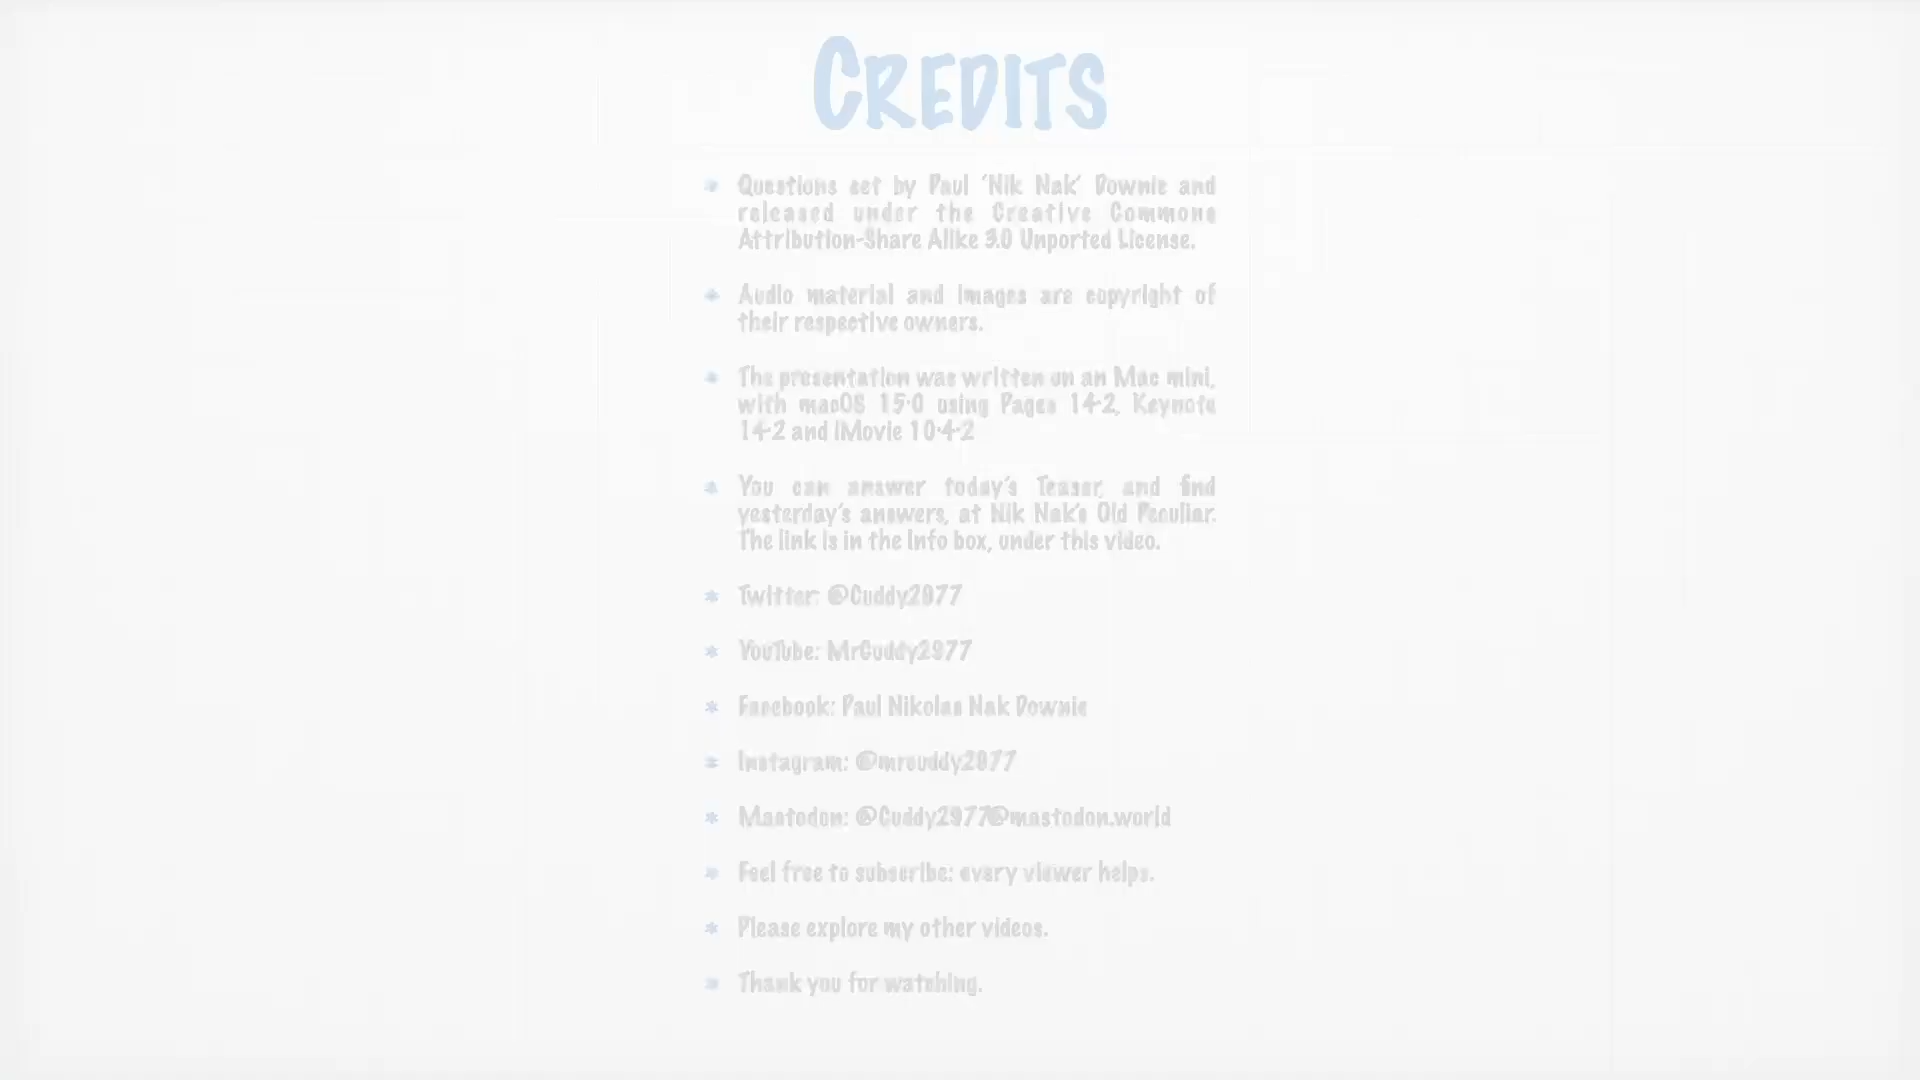 CREDITS
* Questions set by Paul ‘Nik Nak’ Downie and
released under the Creative Commons
Attribution-Share Alike 3.0 Unported License.
* Audio material and images are copyright of
their respective owners.
* The presentation was written on an Mac mini,
with macOS 15·0 using Pages 14·2, Keynote
14·2 and iMovie 10·4·2
* You can answer today’s Teaser, and find
yesterday’s answers, at Nik Nak’s Old Peculiar.
The link is in the info box, under this video.
* Twitter: @Cuddy2977
* YouTube: MrCuddy2977
* Facebook: Paul Nikolas Nak Downie
* Instagram: @mrcuddy2977
* Mastodon: @Cuddy2977@mastodon.world
* Feel free to subscribe: every viewer helps.
* Please explore my other videos.
* Thank you for watching.